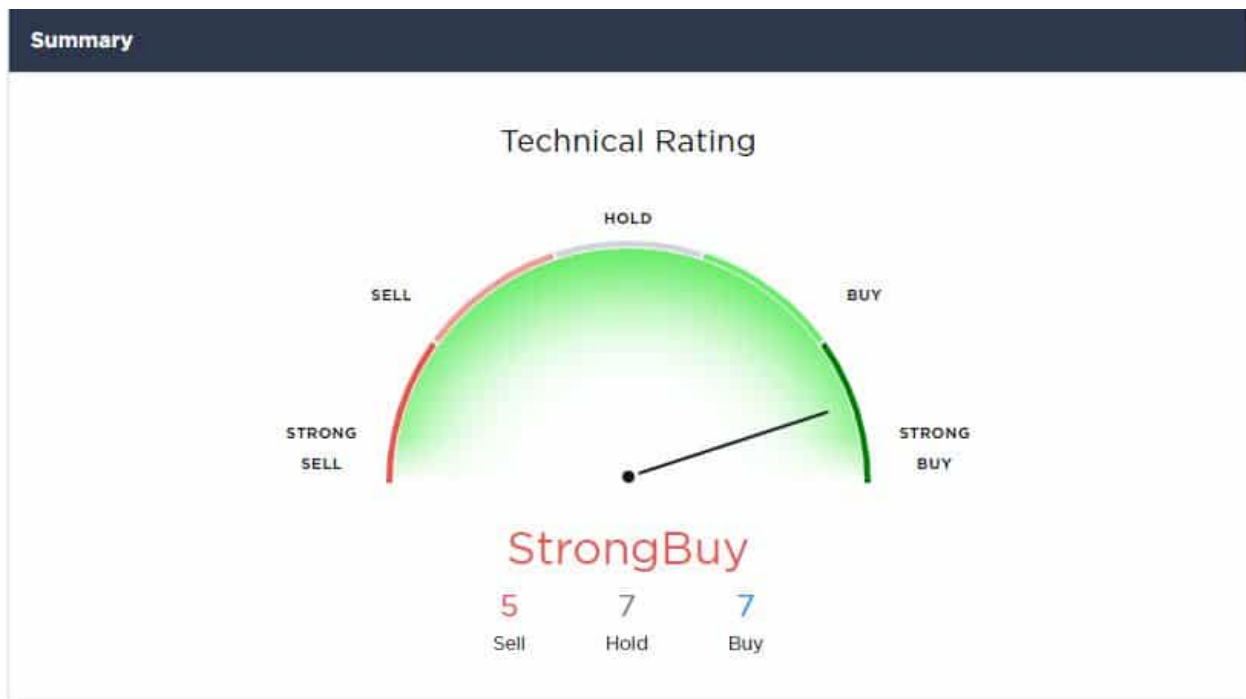 Summary
Technical Rating
HOLD
SELL
BUY
STRONG
SELL
STRONG
BUY
StrongBuy
5
7
7
Sell
Hold
Buy